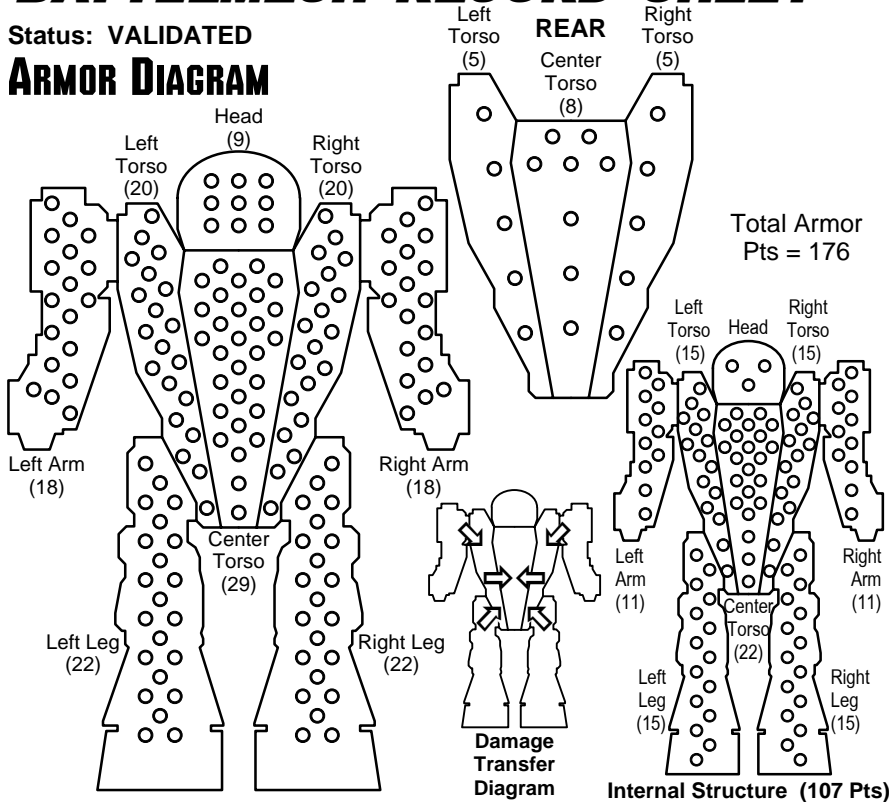 BATTLEMECH RECORD SHEET
Status: VALIDATED
ARMOR DIAGRAM
Head
(9)
Left
Torso
(20)
Right
Torso
(20)
Left Arm
(18)
Right Arm
(18)
Center
Torso
(29)
Left Leg
(22)
Right Leg
(22)
REAR
Left
Torso
(5)
Center
Torso
(8)
Right
Torso
(5)
Total Armor
Pts = 176
Left
Torso
(15)
Head
Right
Torso
(15)
Left
Arm
(11)
Right
Arm
(11)
Center
Torso
(22)
Left
Leg
(15)
Right
Leg
(15)
Damage
Transfer
Diagram
Internal Structure (107 Pts)